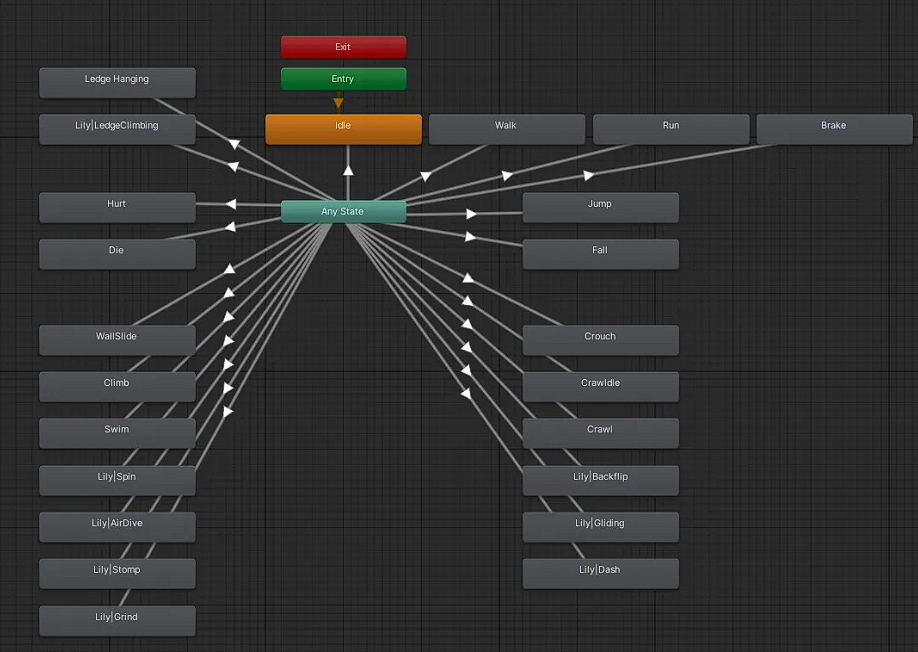 Exit
Ledge Hanging
Entry
Lily|LedgeClimbing
Idle
Walk
Run
Brake
Hurt
Any State
Jump
Die
Fall
WallSlide
Crouch
Climb
CrawIdle
Swim
Crawl
Lily|Spin
Lily|Backflip
Lily|AirDive
Lily|Gliding
Lily|Stomp
Lily|Dash
Lily|Grind